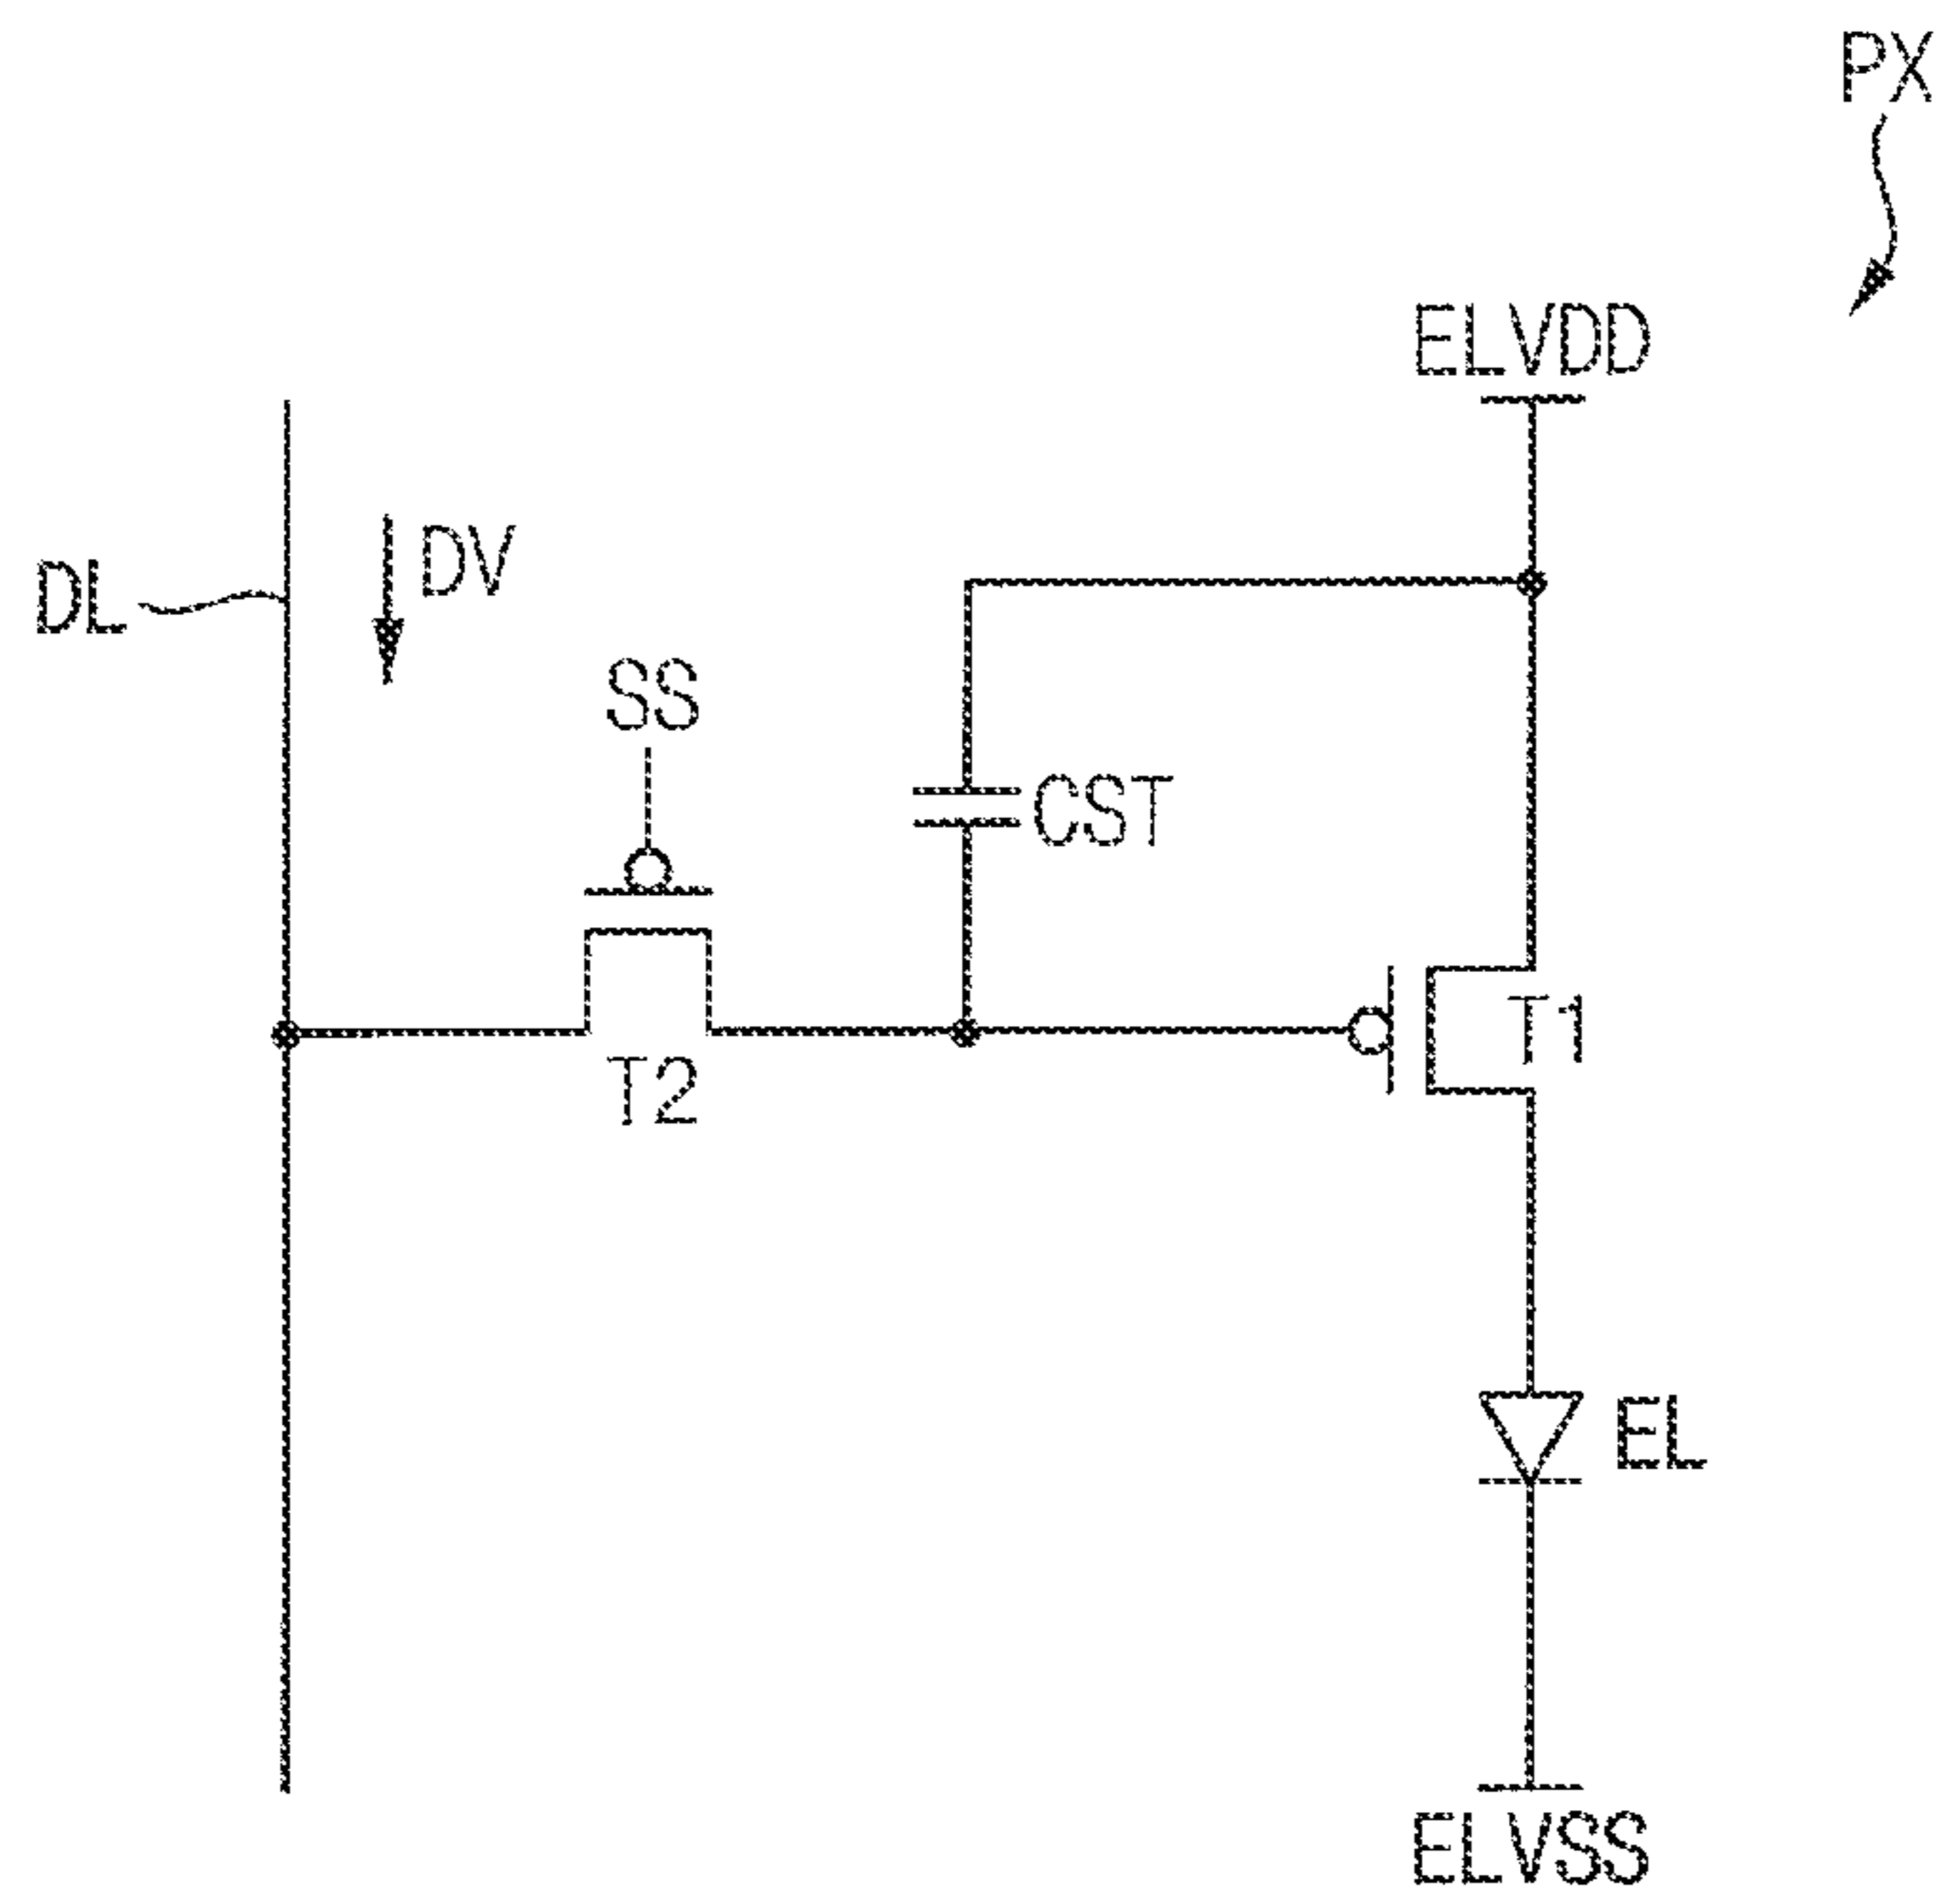 PX
ELVDD
DV
DL
SS
CST
T1
T2
EL
ELVSS